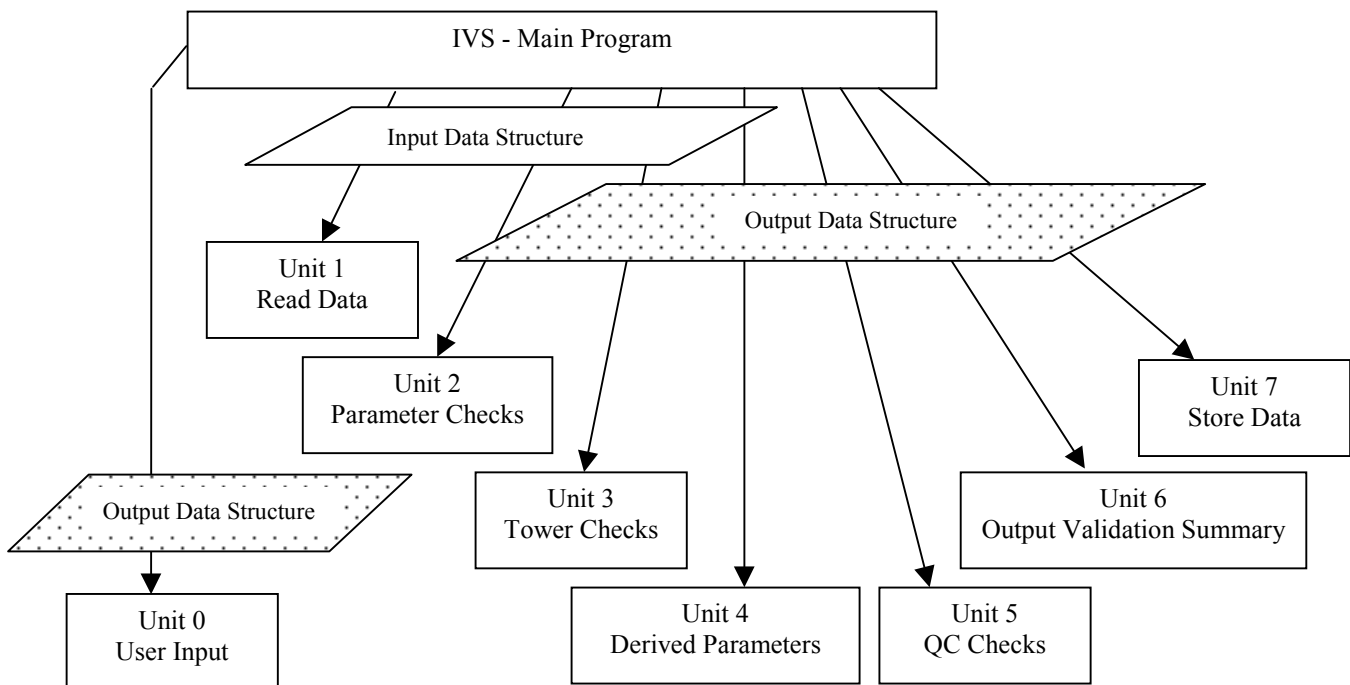 IVS - Main Program
Input Data Structure
Output Data Structure
Unit 1
Read Data
Unit 2
Parameter Checks
Unit 7
Store Data
Output Data Structure
Unit 3
Tower Checks
Unit 6
Output Validation Summary
Unit 0
User Input
Unit 4
Derived Parameters
Unit 5
QC Checks